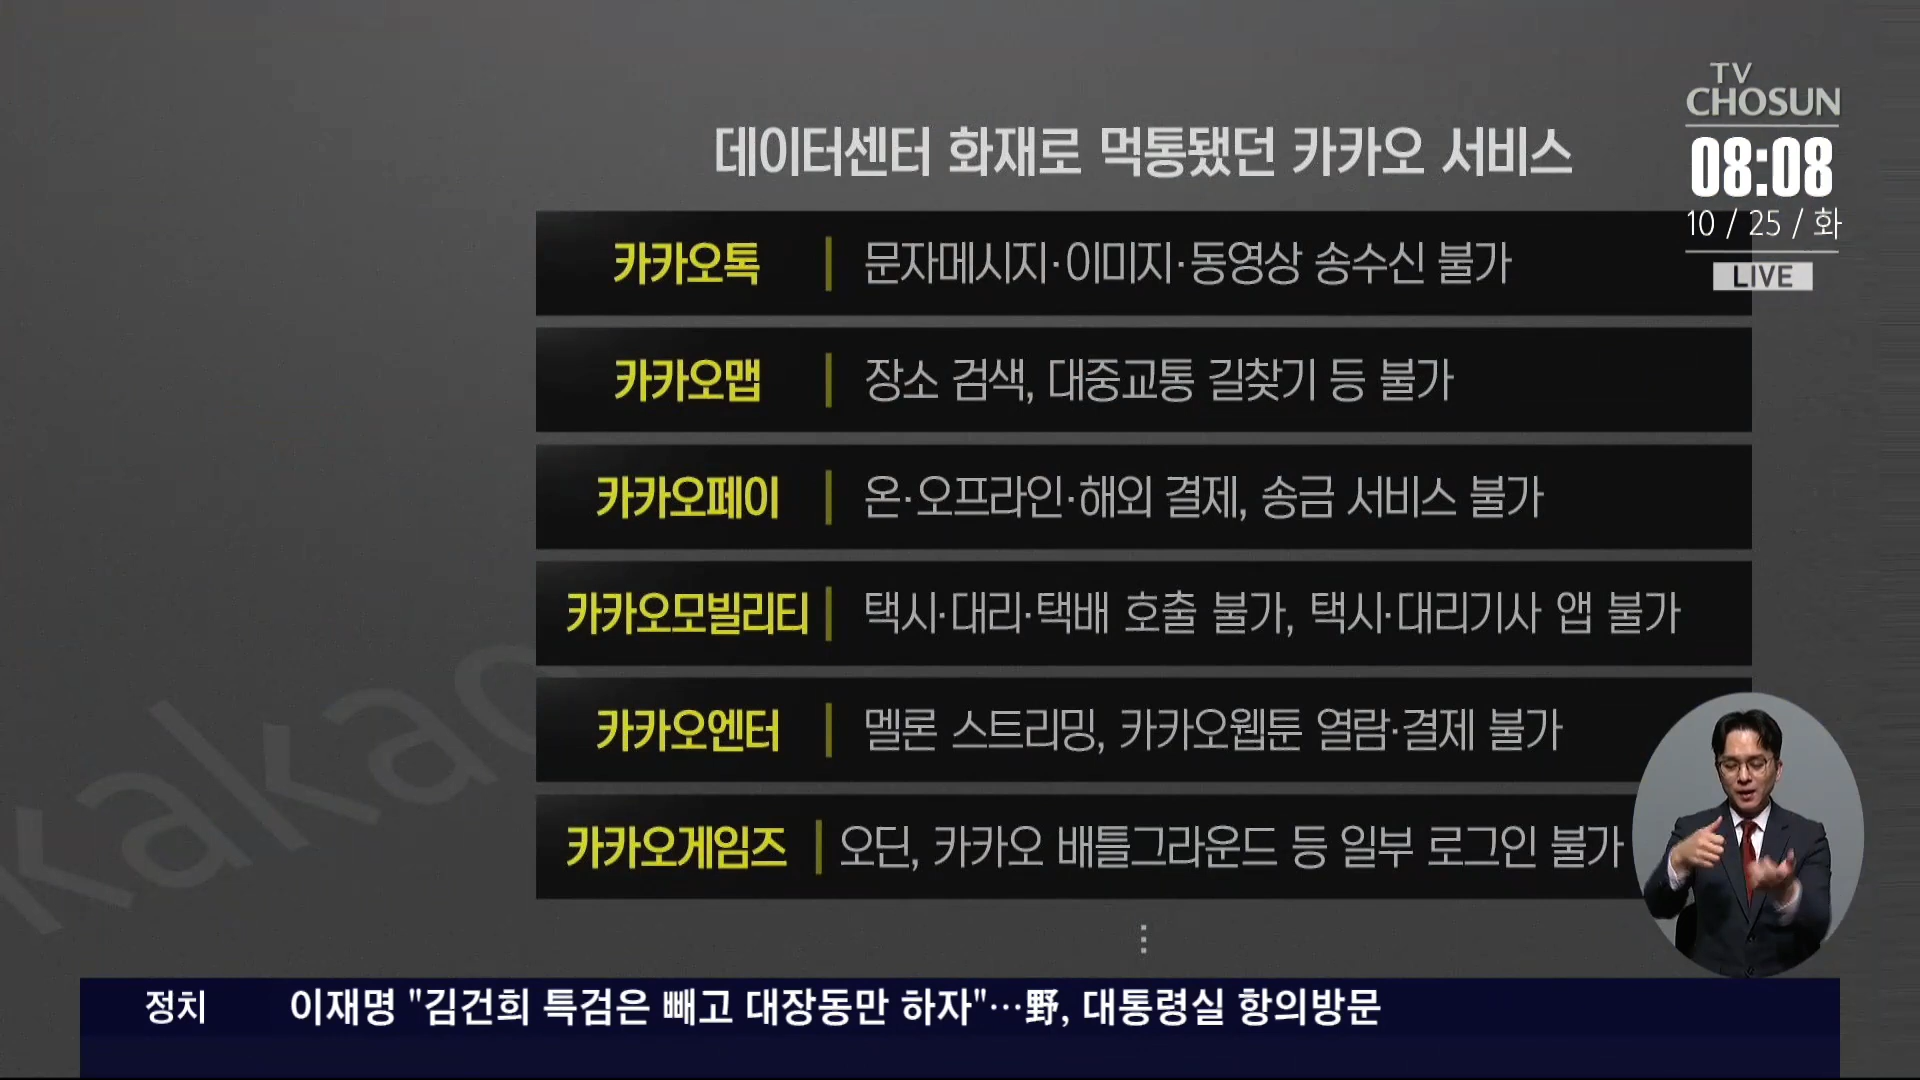 TV
CHOSUN
08:08
10 / 25 / 화
LIVE
데이터센터 화재로 먹통됐던 카카오 서비스
카카오톡 | 문자메시지·이미지·동영상 송수신 불가
카카오맵 | 장소 검색, 대중교통 길찾기 등 불가
카카오페이 | 온·오프라인·해외 결제, 송금 서비스 불가
카카오모빌리티 | 택시·대리·택배 호출 불가, 택시·대리기사 앱 불가
카카오엔터 | 멜론 스트리밍, 카카오웹툰 열람·결제 불가
카카오게임즈 | 오딘, 카카오 배틀그라운드 등 일부 로그인 불가
⋮
kakao
정치 이재명 "김건희 특검은 빼고 대장동만 하자"…野, 대통령실 항의방문